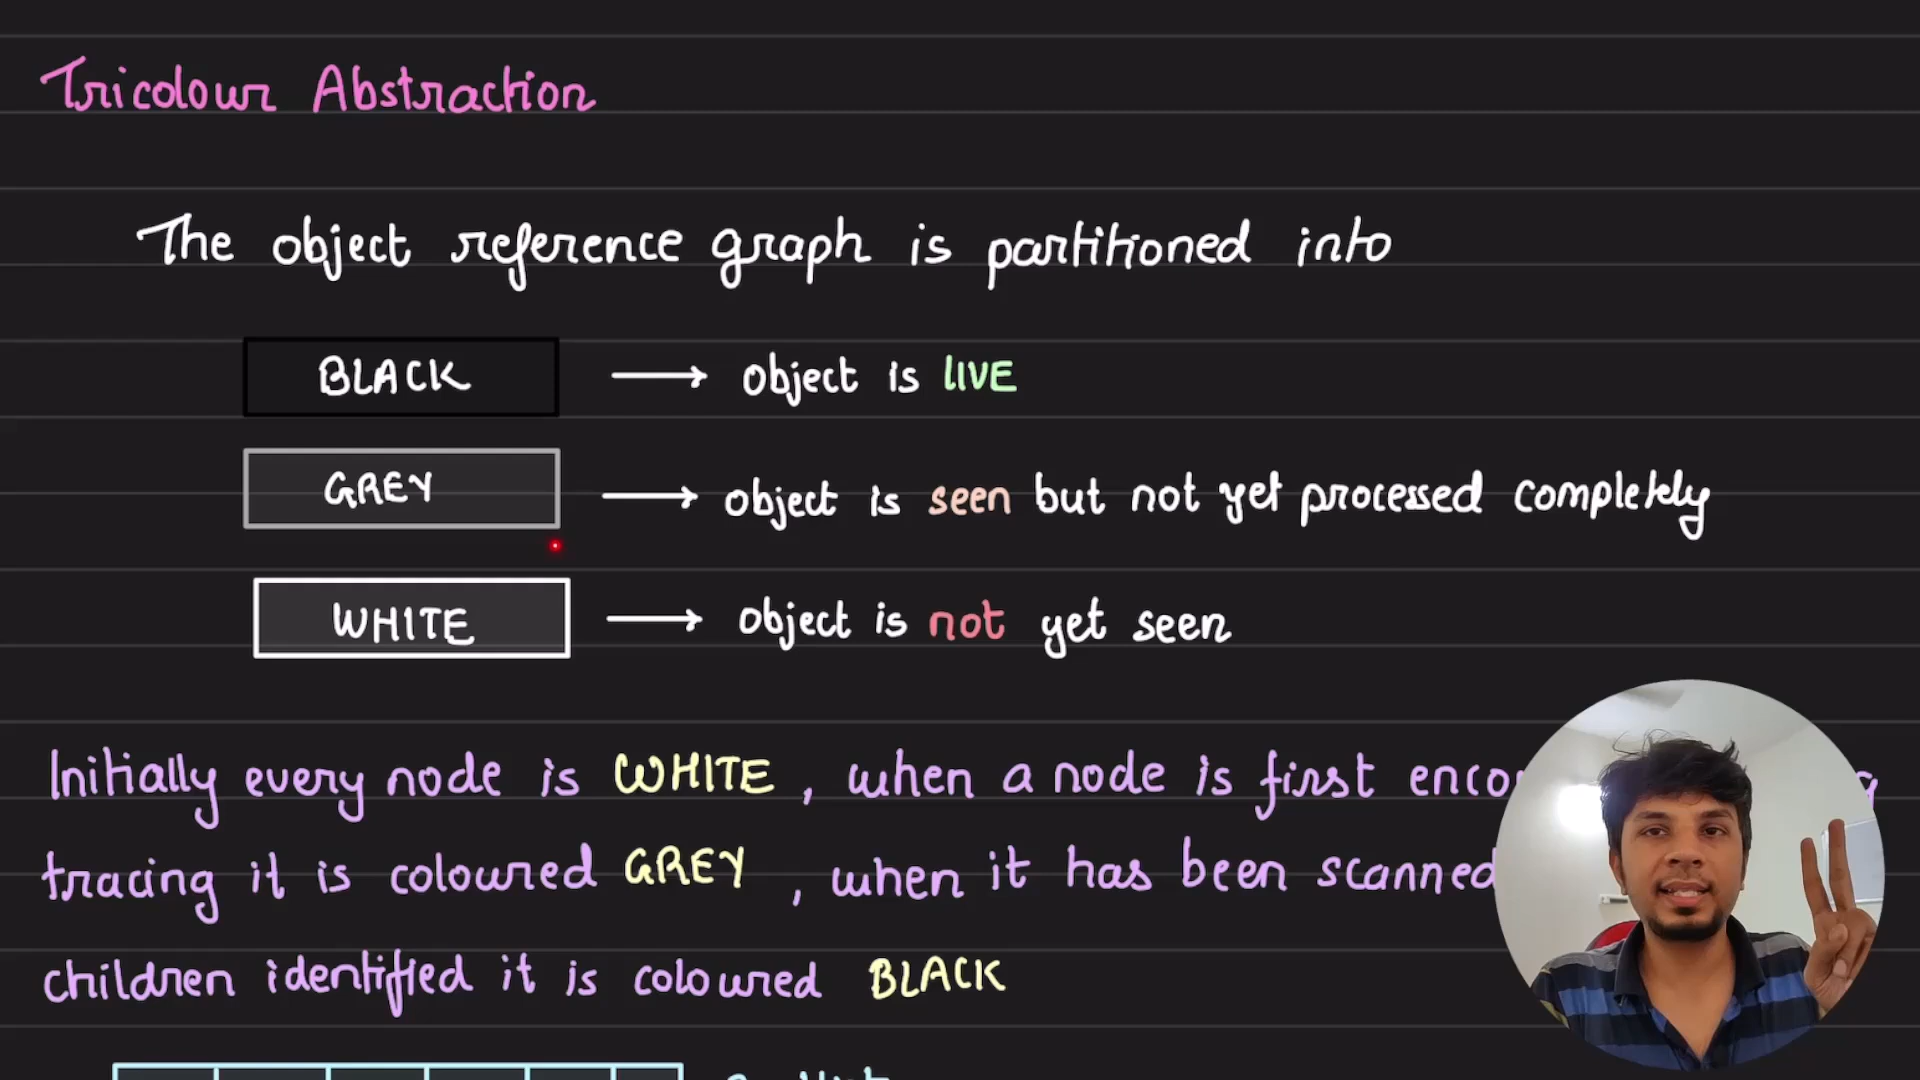 Tricolour Abstraction
The object reference graph is partitioned into
BLACK → object is LIVE
GREY → object is seen but not yet processed completely
WHITE → object is not yet seen
Initially every node is WHITE, when a node is first
tracing it is coloured GREY, when it has been scanned
children identified it is coloured BLACK